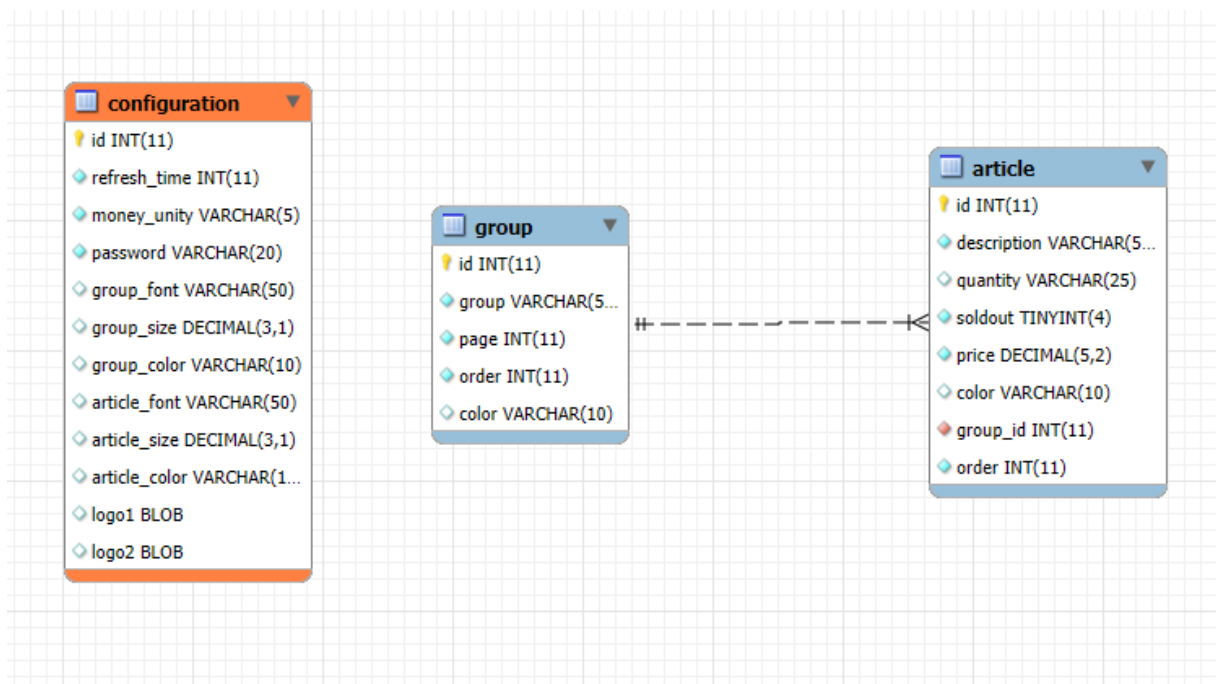 configuration
id INT(11)
refresh_time INT(11)
money_unity VARCHAR(5)
password VARCHAR(20)
group_font VARCHAR(50)
group_size DECIMAL(3,1)
group_color VARCHAR(10)
article_font VARCHAR(50)
article_size DECIMAL(3,1)
article_color VARCHAR(1...
logo1 BLOB
logo2 BLOB
group
id INT(11)
group VARCHAR(5...
page INT(11)
order INT(11)
color VARCHAR(10)
article
id INT(11)
description VARCHAR(5...
quantity VARCHAR(25)
soldout TINYINT(4)
price DECIMAL(5,2)
color VARCHAR(10)
group_id INT(11)
order INT(11)